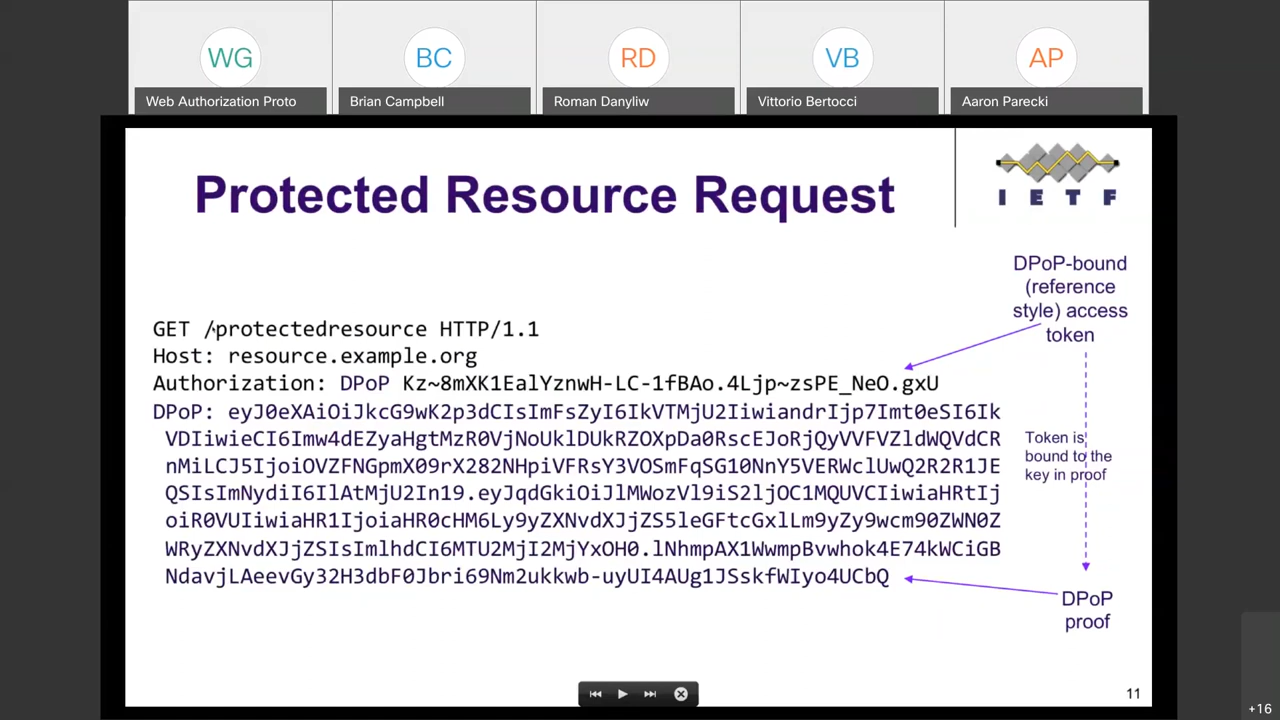 WG
BC
RD
VB
AP
Web Authorization Proto
Brian Campbell
Roman Danyliw
Vittorio Bertocci
Aaron Parecki
Protected Resource Request
I E T F
DPoP-bound
(reference
style) access
token
GET /protectedresource HTTP/1.1
Host: resource.example.org
Authorization: DPoP Kz~8mXK1EalYznwH-LC-1fBAo.4Ljp~zsPE_NeO.gxU
DPoP: eyJ0eXAiOiJkcG9wK2p3dCIsImFsZyI6IkVTMjU2IiwiandrIjp7Imt0eSI6Ik
VDIiwieCI6Imw4dEZyaHgtMzR0VjNoUklDUkRZOXpDa0RscEJoRjQyVVFVZldWQVdCR
nMiLCJ5IjoiOVZFNGpmX09rX282NHpiVFRsY3VOSmFqSG10NnY5VERWclUwQ2R2R1JE
QSIsImNydiI6IlAtMjU2In19.eyJqdGkiOiJlMWozVl9iS2ljOC1MQUVCIiwiaHRtIj
oiR0VUIiwiaHR1IjoiaHR0cHM6Ly9yZXNvdXJjZS5leGFtcGxlLm9yZy9wcm90ZWN0Z
WRyZXNvdXJjZSIsImlhdCI6MTU2MjI2MjYxOH0.lNhmpAX1WwmpBvwhok4E74kWCiGB
NdavjLAeevGy32H3dbF0Jbri69Nm2ukkwb-uyUI4AUg1JSskfWIyo4UCbQ
Token is
bound to the
key in proof
DPoP
proof
11
+16